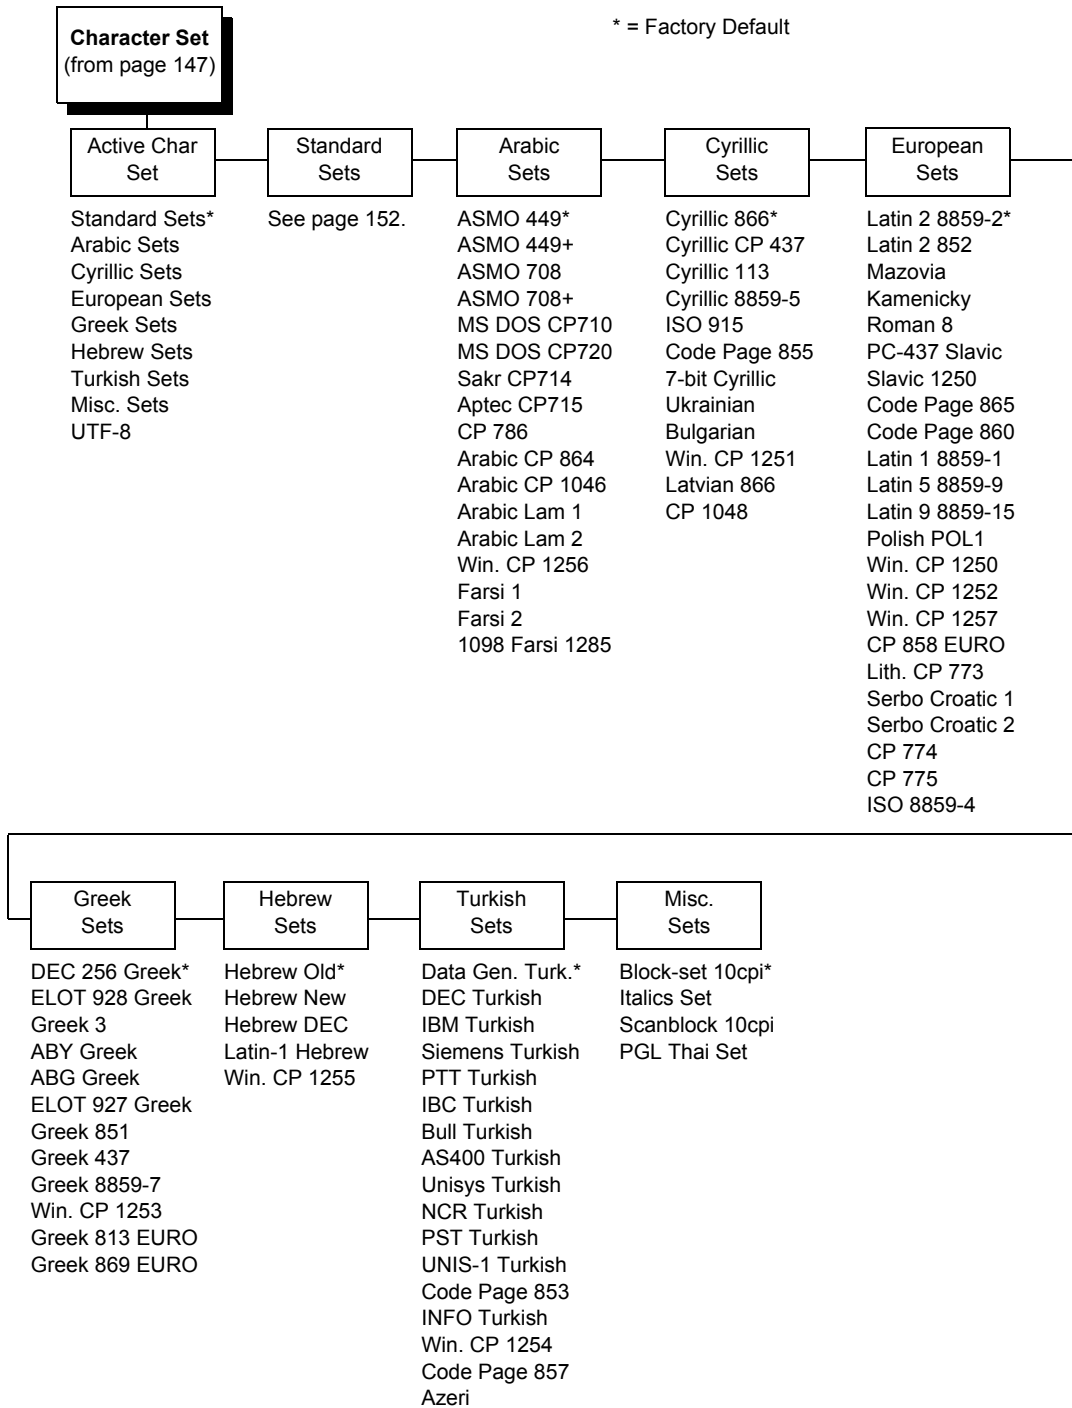 Character Set
(from page 147)
* = Factory Default
Active Char
Set
Standard Sets*
Arabic Sets
Cyrillic Sets
European Sets
Greek Sets
Hebrew Sets
Turkish Sets
Misc. Sets
UTF-8
Standard
Sets
See page 152.
Arabic
Sets
ASMO 449*
ASMO 449+
ASMO 708
ASMO 708+
MS DOS CP710
MS DOS CP720
Sakr CP714
Aptec CP715
CP 786
Arabic CP 864
Arabic CP 1046
Arabic Lam 1
Arabic Lam 2
Win. CP 1256
Farsi 1
Farsi 2
1098 Farsi 1285
Cyrillic
Sets
Cyrillic 866*
Cyrillic CP 437
Cyrillic 113
Cyrillic 8859-5
ISO 915
Code Page 855
7-bit Cyrillic
Ukrainian
Bulgarian
Win. CP 1251
Latvian 866
CP 1048
European
Sets
Latin 2 8859-2*
Latin 2 852
Mazovia
Kamenicky
Roman 8
PC-437 Slavic
Slavic 1250
Code Page 865
Code Page 860
Latin 1 8859-1
Latin 5 8859-9
Latin 9 8859-15
Polish POL1
Win. CP 1250
Win. CP 1252
Win. CP 1257
CP 858 EURO
Lith. CP 773
Serbo Croatic 1
Serbo Croatic 2
CP 774
CP 775
ISO 8859-4
Greek
Sets
DEC 256 Greek*
ELOT 928 Greek
Greek 3
ABY Greek
ABG Greek
ELOT 927 Greek
Greek 851
Greek 437
Greek 8859-7
Win. CP 1253
Greek 813 EURO
Greek 869 EURO
Hebrew
Sets
Hebrew Old*
Hebrew New
Hebrew DEC
Latin-1 Hebrew
Win. CP 1255
Turkish
Sets
Data Gen. Turk.*
DEC Turkish
IBM Turkish
Siemens Turkish
PTT Turkish
IBC Turkish
Bull Turkish
AS400 Turkish
Unisys Turkish
NCR Turkish
PST Turkish
UNIS-1 Turkish
Code Page 853
INFO Turkish
Win. CP 1254
Code Page 857
Azeri
Misc.
Sets
Block-set 10cpi*
Italics Set
Scanblock 10cpi
PGL Thai Set